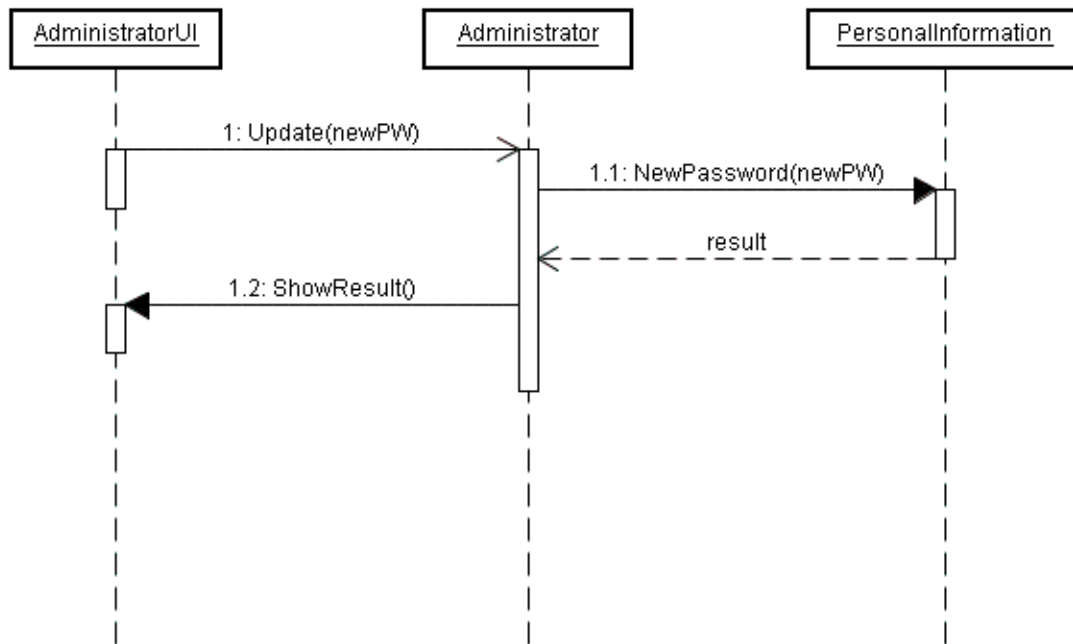 AdministratorUI
Administrator
PersonalInformation
1: Update(newPW)
1.1: NewPassword(newPW)
result
1.2: ShowResult()